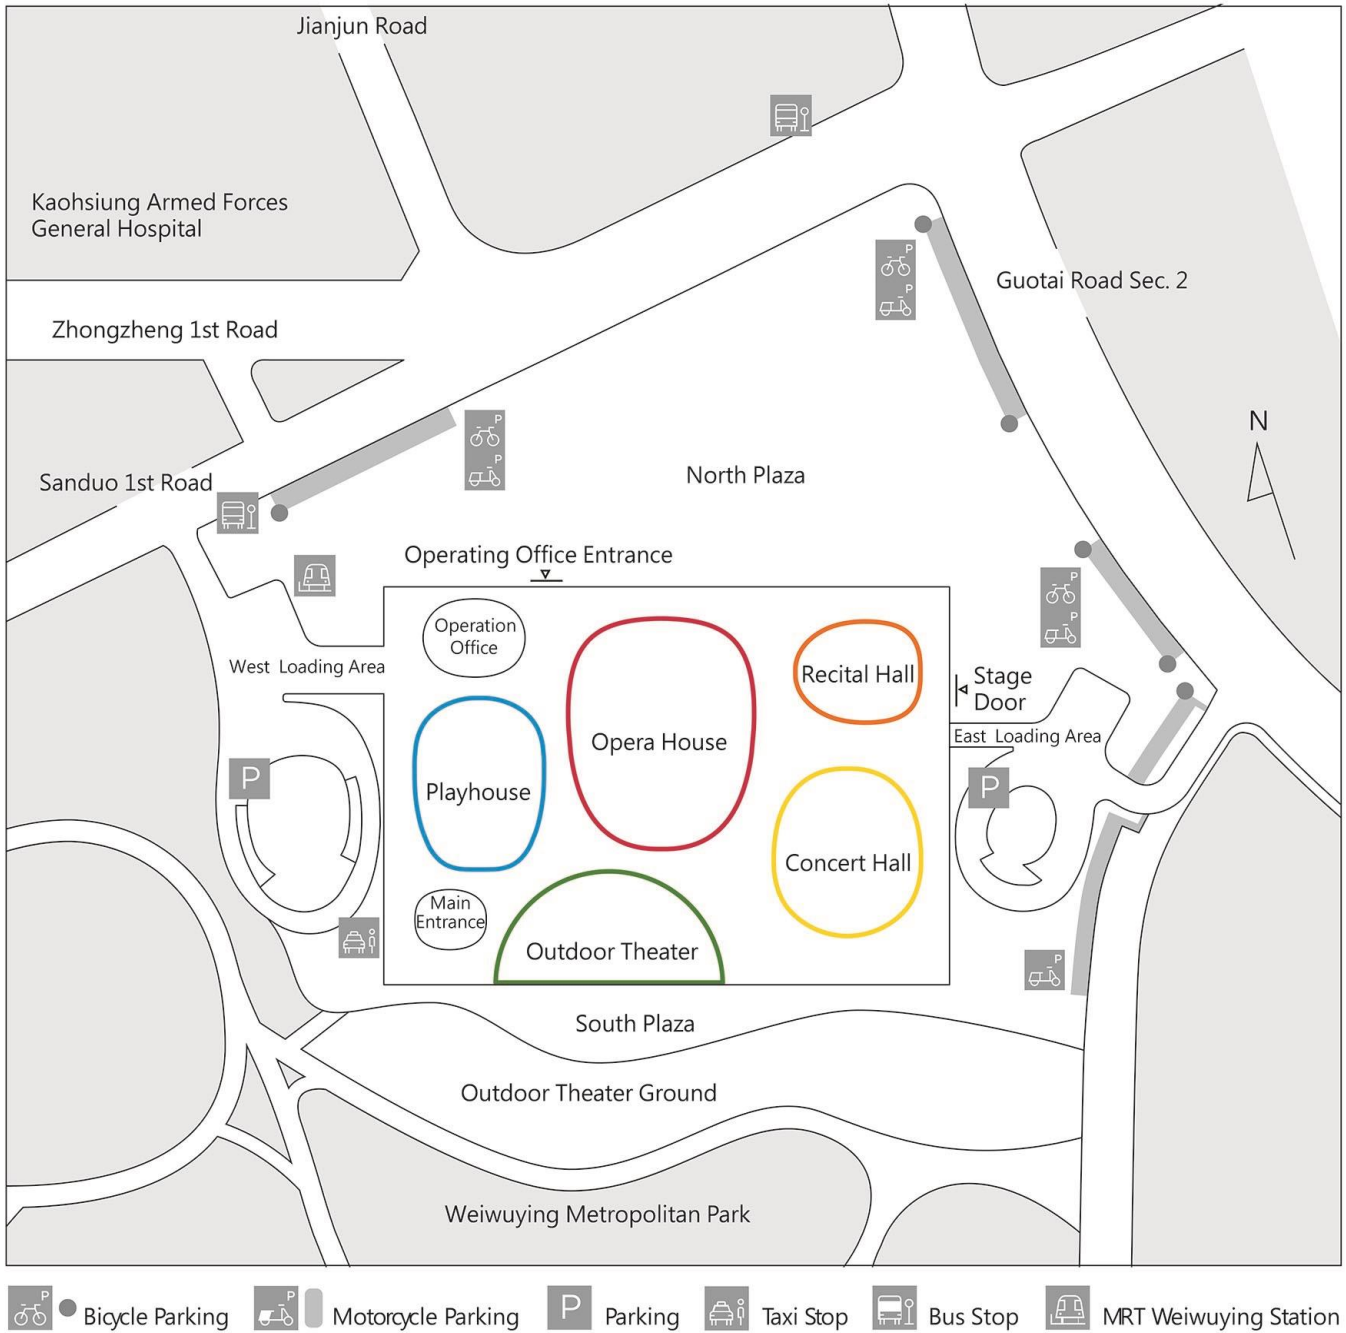 Jianjun Road
Kaohsiung Armed Forces
General Hospital
Guotai Road Sec. 2
Zhongzheng 1st Road
N
Sanduo 1st Road
North Plaza
Operating Office Entrance
Operation
Office
West Loading Area
Recital Hall
Stage
Door
East Loading Area
Opera House
Playhouse
P
P
Concert Hall
Main
Entrance
Outdoor Theater
South Plaza
Outdoor Theater Ground
Weiwuying Metropolitan Park
P
P
P
P
P
P
P
P Bicycle Parking
P Motorcycle Parking
P Parking
Taxi Stop
Bus Stop
MRT Weiwuying Station